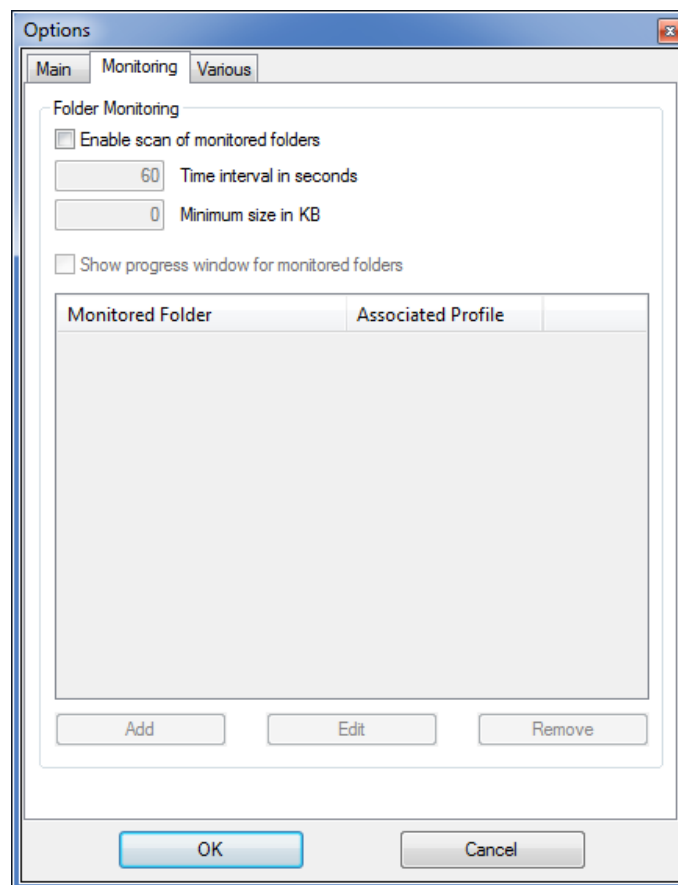 Options
Main Monitoring Various
Folder Monitoring
Enable scan of monitored folders
60 Time interval in seconds
0 Minimum size in KB
Show progress window for monitored folders
Monitored Folder Associated Profile
Add Edit Remove
OK Cancel